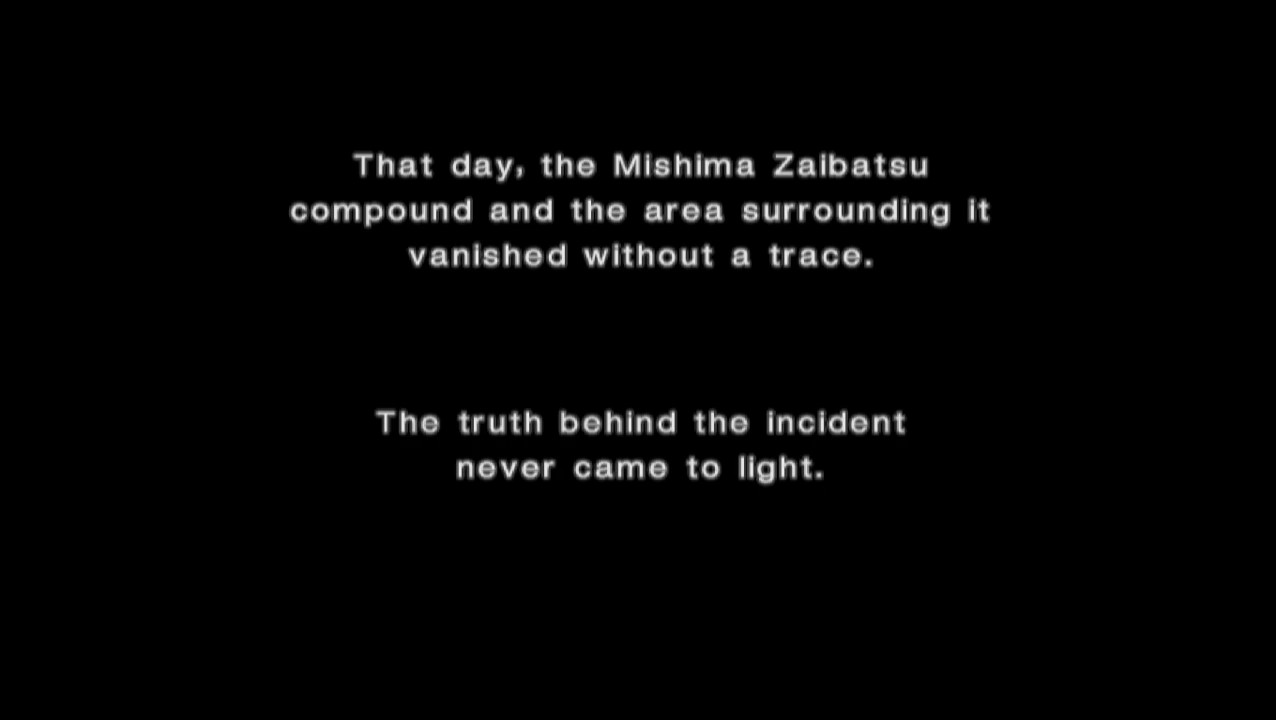 That day, the Mishima Zaibatsu
compound and the area surrounding it
vanished without a trace.
The truth behind the incident
never came to light.